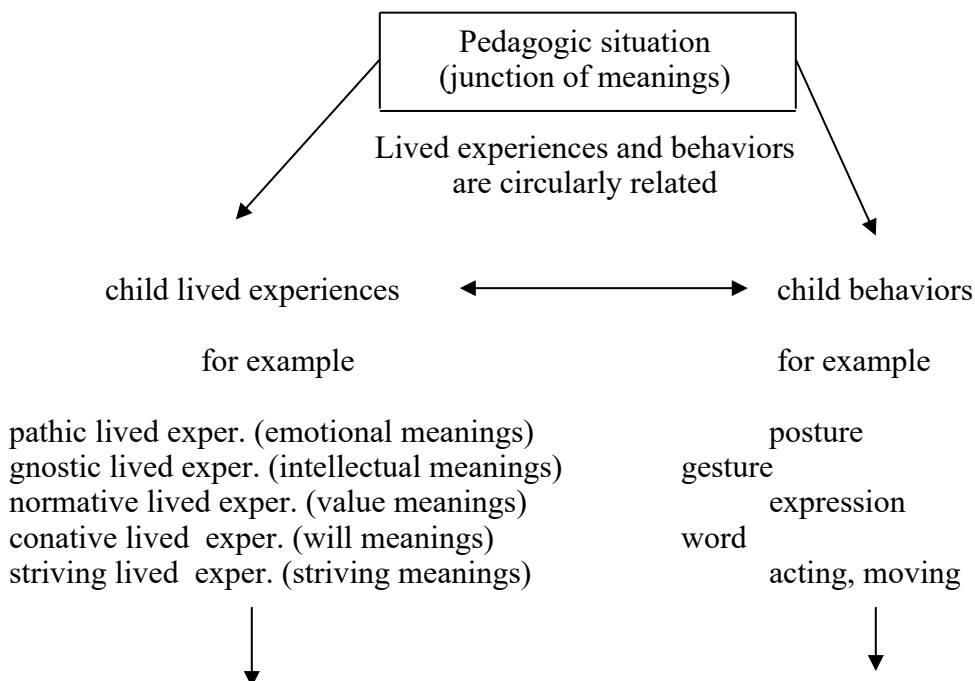 Pedagogic situation
(junction of meanings)
Lived experiences and behaviors
are circularly related
child lived experiences child behaviors
for example for example
pathic lived exper. (emotional meanings) posture
gnostic lived exper. (intellectual meanings) gesture
normative lived exper. (value meanings) expression
conative lived exper. (will meanings) word
striving lived exper. (striving meanings) acting, moving